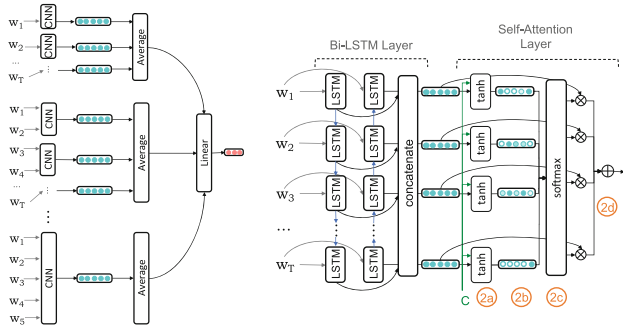 w1
CNN
w2
CNN
...
wT
Average
w1
w2
CNN
w3
w4
CNN
...
wT
Average
w1
w2
w3
w4
w5
CNN
Average
Linear
Bi-LSTM Layer
Self-Attention
Layer
w1
LSTM
LSTM
tanh
w2
LSTM
LSTM
tanh
w3
LSTM
LSTM
tanh
...
wT
LSTM
LSTM
tanh
concatenate
softmax
C
2a
2b
2c
2d